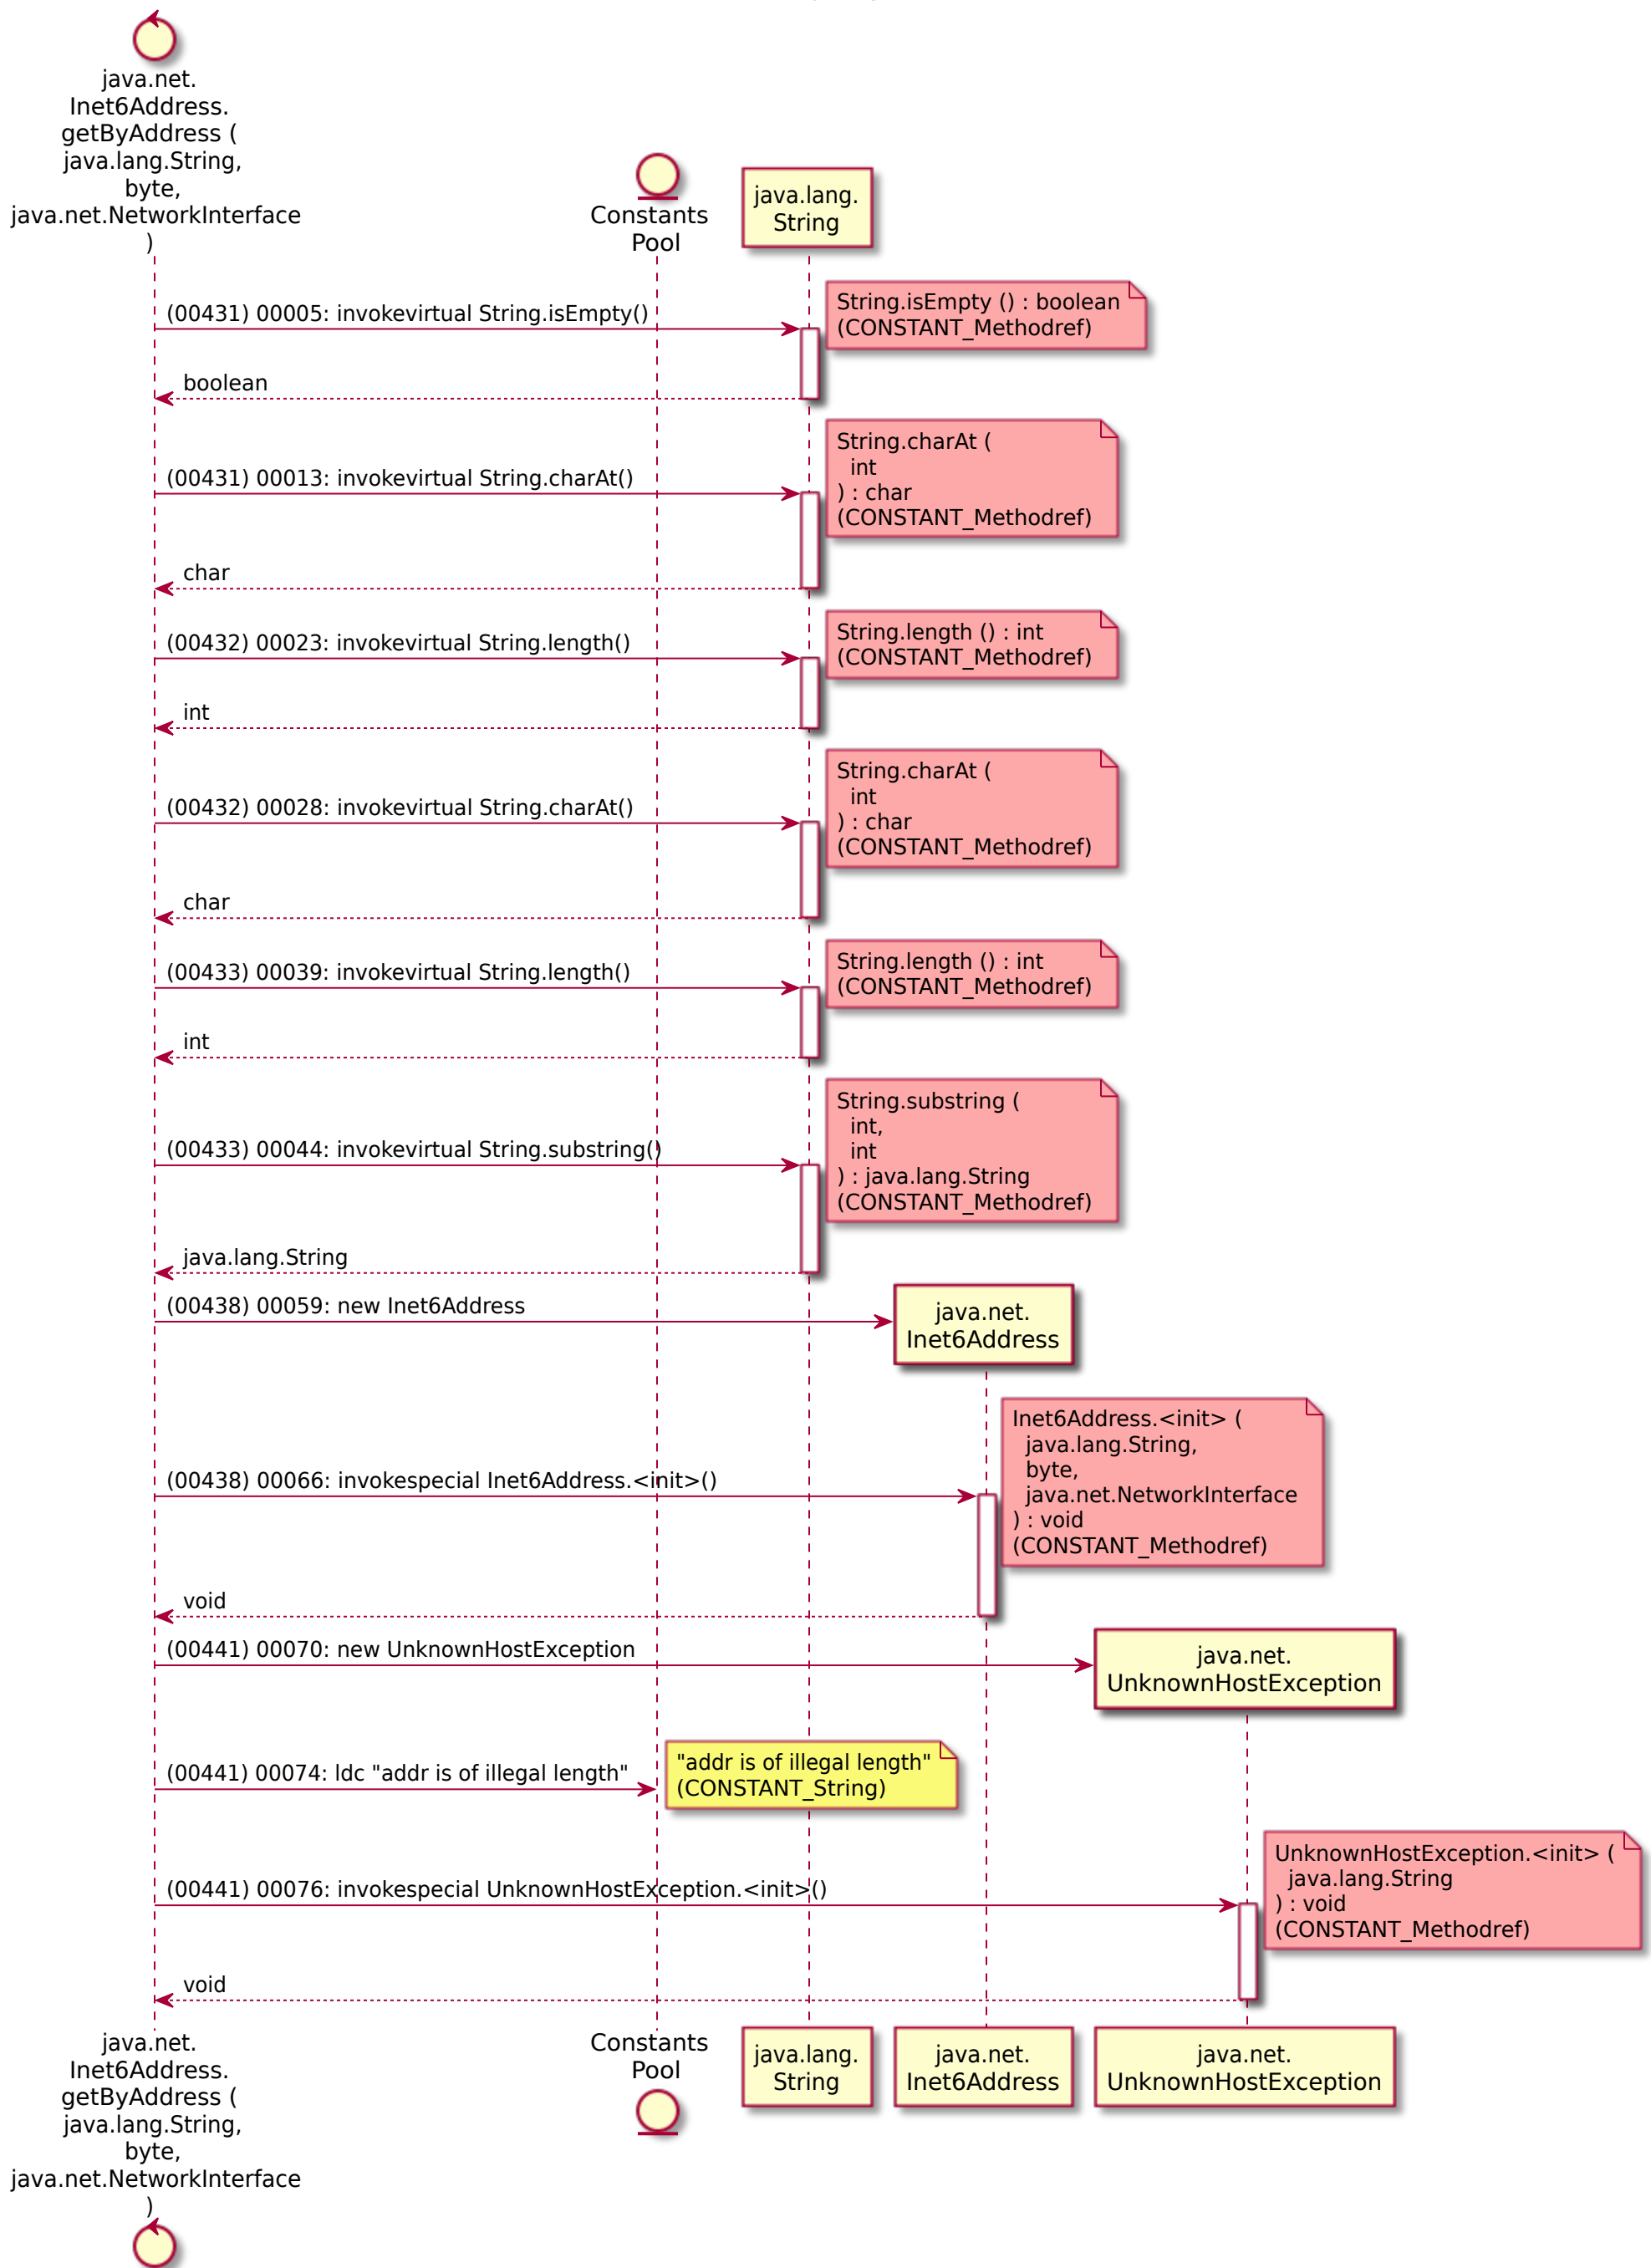 java.net.
Inet6Address.
getByAddress (
java.lang.String,
byte,
java.net.NetworkInterface
)
Constants
Pool
java.lang.
String
(00431) 00005: invokevirtual String.isEmpty()
String.isEmpty () : boolean
(CONSTANT_Methodref)
boolean
(00431) 00013: invokevirtual String.charAt()
String.charAt (
int
) : char
(CONSTANT_Methodref)
char
(00432) 00023: invokevirtual String.length()
String.length () : int
(CONSTANT_Methodref)
int
(00432) 00028: invokevirtual String.charAt()
String.charAt (
int
) : char
(CONSTANT_Methodref)
char
(00433) 00039: invokevirtual String.length()
String.length () : int
(CONSTANT_Methodref)
int
(00433) 00044: invokevirtual String.substring()
String.substring (
int,
int
) : java.lang.String
(CONSTANT_Methodref)
java.lang.String
(00438) 00059: new Inet6Address
java.net.
Inet6Address
(00438) 00066: invokespecial Inet6Address.<init>()
Inet6Address.<init> (
java.lang.String,
byte,
java.net.NetworkInterface
) : void
(CONSTANT_Methodref)
void
(00441) 00070: new UnknownHostException
java.net.
UnknownHostException
(00441) 00074: ldc "addr is of illegal length"
"addr is of illegal length"
(CONSTANT_String)
(00441) 00076: invokespecial UnknownHostException.<init>()
UnknownHostException.<init> (
java.lang.String
) : void
(CONSTANT_Methodref)
void
java.net.
Inet6Address.
getByAddress (
java.lang.String,
byte,
java.net.NetworkInterface
)
Constants
Pool
java.lang.
String
java.net.
Inet6Address
java.net.
UnknownHostException